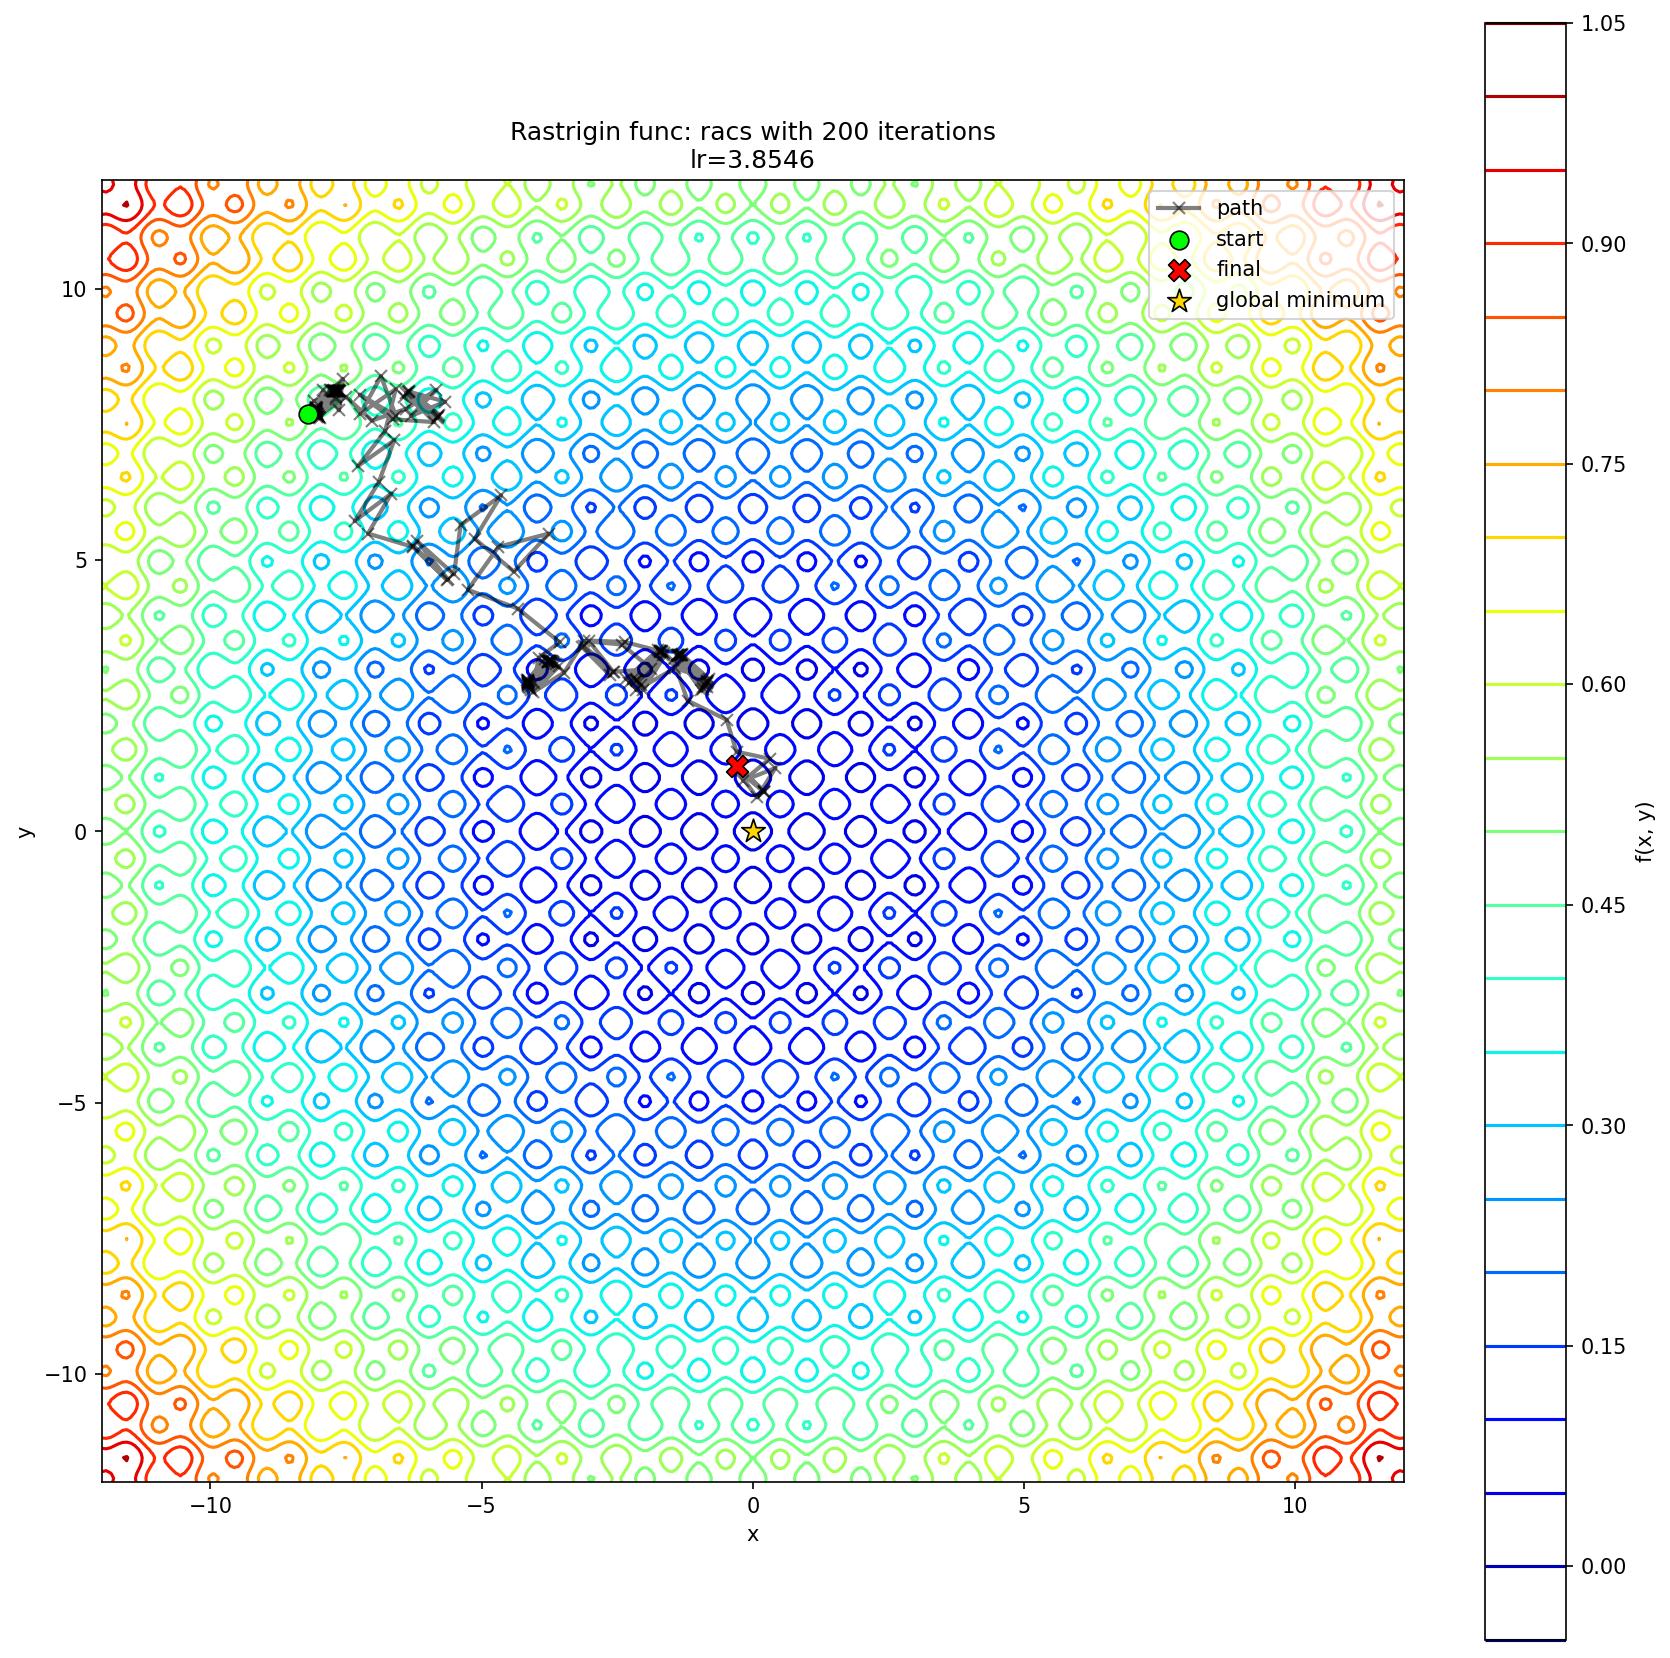 Rastrigin func: racs with 200 iterations
lr=3.8546
path
start
final
global minimum
10
5
0
−5
−10
y
−10
−5
0
5
10
x
1.05
0.90
0.75
0.60
0.45
0.30
0.15
0.00
f(x, y)